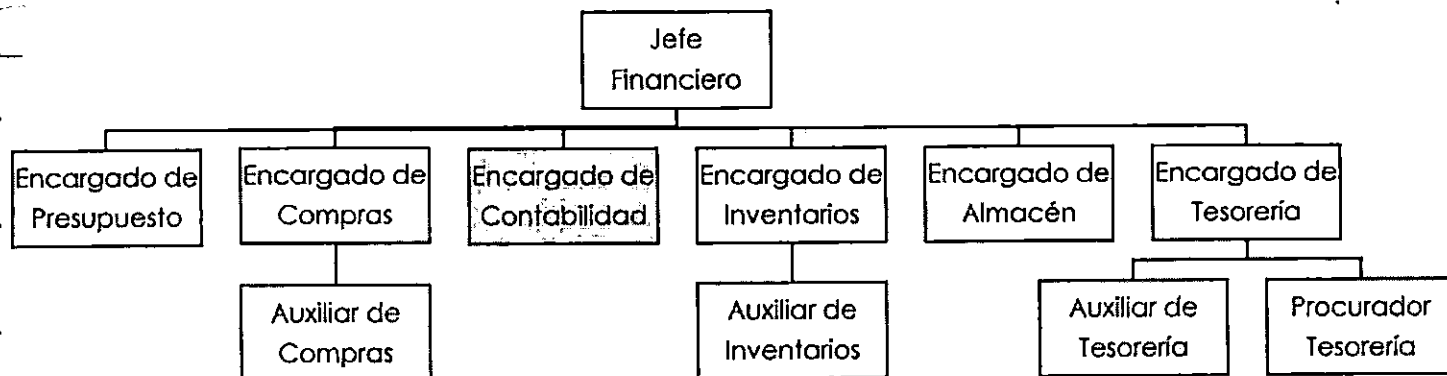 Jefe
Financiero
Encargado de
Presupuesto
Encargado de
Compras
Encargado de
Contabilidad
Encargado de
Inventarios
Encargado de
Almacén
Encargado de
Tesorería
Auxiliar de
Compras
Auxiliar de
Inventarios
Auxiliar de
Tesorería
Procurador
Tesorería